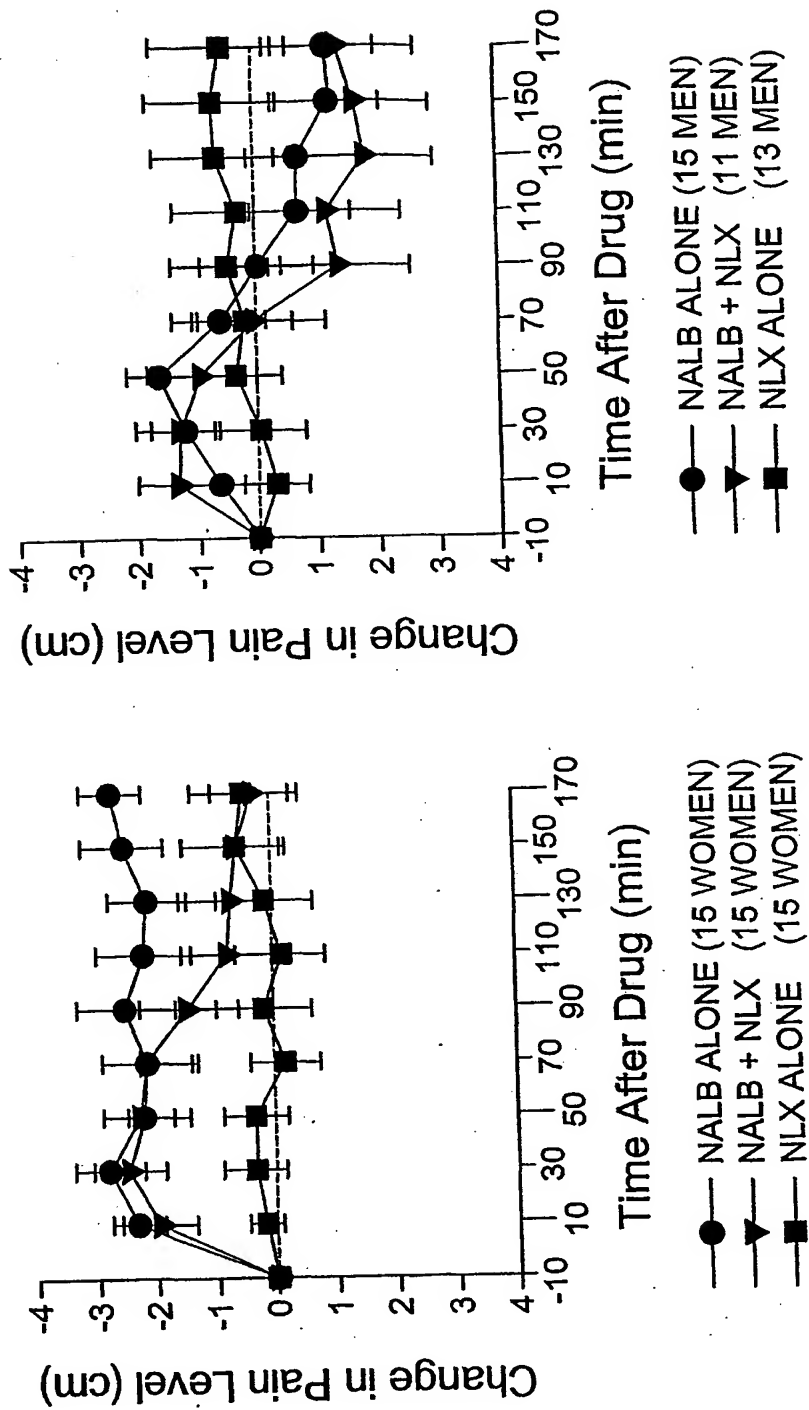 Change in Pain Level (cm)
-4
-3
-2
-1
0
1
2
3
4
-10 10 30 50 70 90 110 130 150 170
Time After Drug (min)
NALB ALONE (15 WOMEN)
NALB + NLX (15 WOMEN)
NLX ALONE (15 WOMEN)
Change in Pain Level (cm)
-4
-3
-2
-1
0
1
2
3
4
-10 10 30 50 70 90 110 130 150 170
Time After Drug (min)
NALB ALONE (15 MEN)
NALB + NLX (11 MEN)
NLX ALONE (13 MEN)